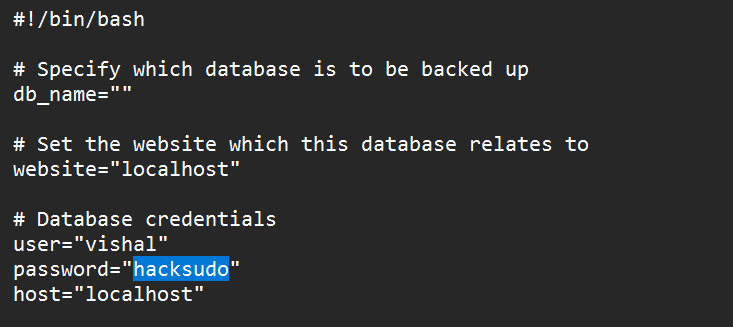 #!/bin/bash
# Specify which database is to be backed up
db_name=""
# Set the website which this database relates to
website="localhost"
# Database credentials
user="vishal"
password="hacksudo"
host="localhost"